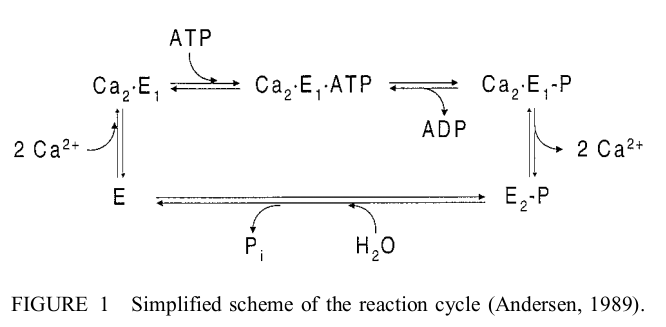 ATP
Ca₂·E₁ Ca₂·E₁·ATP Ca₂·E₁-P
ADP
2 Ca²⁺ 2 Ca²⁺
E E₂-P
Pᵢ H₂O
FIGURE 1 Simplified scheme of the reaction cycle (Andersen, 1989).